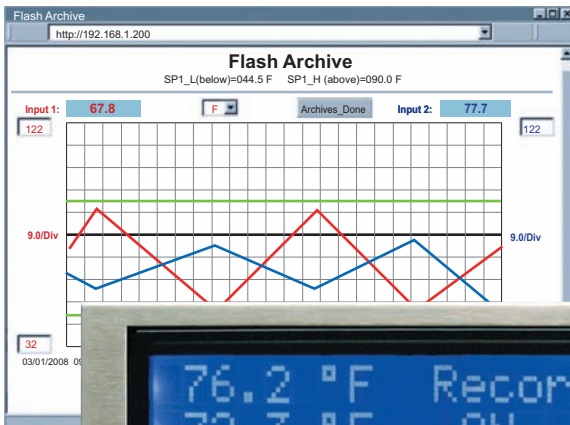 Flash Archive
http://192.168.1.200
Flash Archive
SP1_L(below)=044.5 F SP1_H (above)=090.0 F
Input 1: 67.8 F Archives_Done Input 2: 77.7
122 122
9.0/Div 9.0/Div
32
03/01/2008
76.2 °F Recor
°F